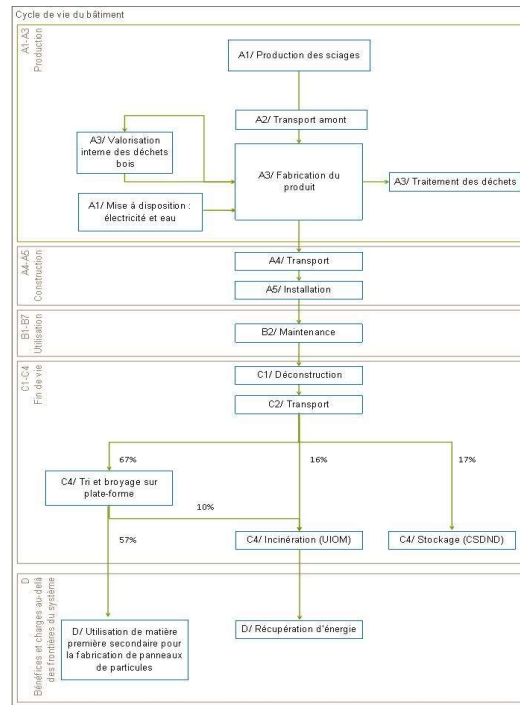 Cycle de vie du bâtiment
A1-A3
Production
A1/ Production des sciages
A2/ Transport amont
A3/ Valorisation
interne des déchets
bois
A3/ Fabrication du
produit
A3/ Traitement des déchets
A1/ Mise à disposition :
électricité et eau
A4-A5
Construction
A4/ Transport
A5/ Installation
B1-B7
Utilisation
B2/ Maintenance
C1-C4
Fin de vie
C1/ Déconstruction
C2/ Transport
67%
16%
17%
C4/ Tri et broyage sur
plate-forme
10%
57%
C4/ Incinération (UIOM)
C4/ Stockage (CSDND)
D
Bénéfices et charges au-delà
des frontières du système
D/ Utilisation de matière
première secondaire pour
la fabrication de panneaux
de particules
D/ Récupération d'énergie